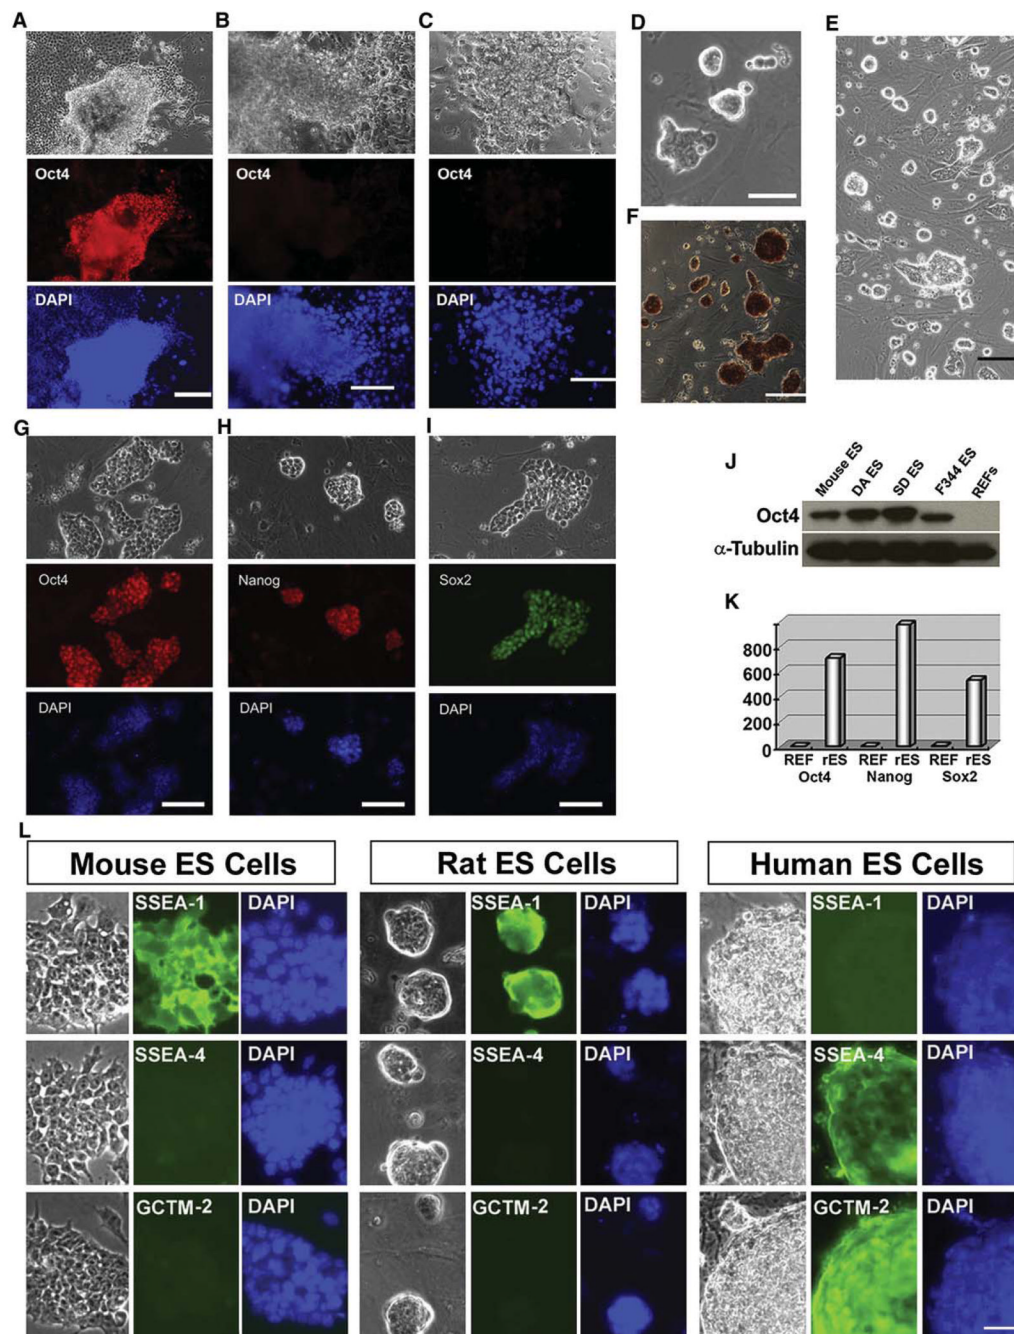 A
B
C
D
E
Oct4
Oct4
Oct4
DAPI
DAPI
DAPI
F
G
H
I
J
Oct4
Nanog
Sox2
DAPI
DAPI
DAPI
Mouse ES
DA ES
SD ES
F344 ES
REFs
Oct4
α-Tubulin
K
800
600
400
200
0
REF rES REF rES REF rES
Oct4 Nanog Sox2
L
Mouse ES Cells
Rat ES Cells
Human ES Cells
SSEA-1 DAPI
SSEA-1 DAPI
SSEA-1 DAPI
SSEA-4 DAPI
SSEA-4 DAPI
SSEA-4 DAPI
GCTM-2 DAPI
GCTM-2 DAPI
GCTM-2 DAPI